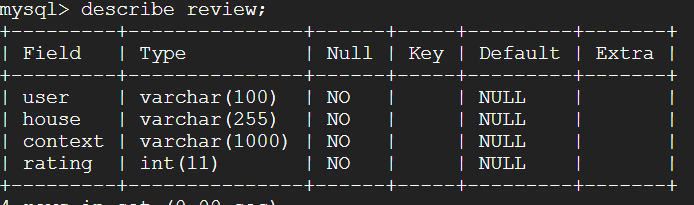 mysql> describe review;
+---------+---------------+------+-----+---------+-------+
| Field   | Type          | Null | Key | Default | Extra |
+---------+---------------+------+-----+---------+-------+
| user    | varchar(100)  | NO   |     | NULL    |       |
| house   | varchar(255)  | NO   |     | NULL    |       |
| context | varchar(1000) | NO   |     | NULL    |       |
| rating  | int(11)       | NO   |     | NULL    |       |
+---------+---------------+------+-----+---------+-------+
4 rows in set (0.00 sec)